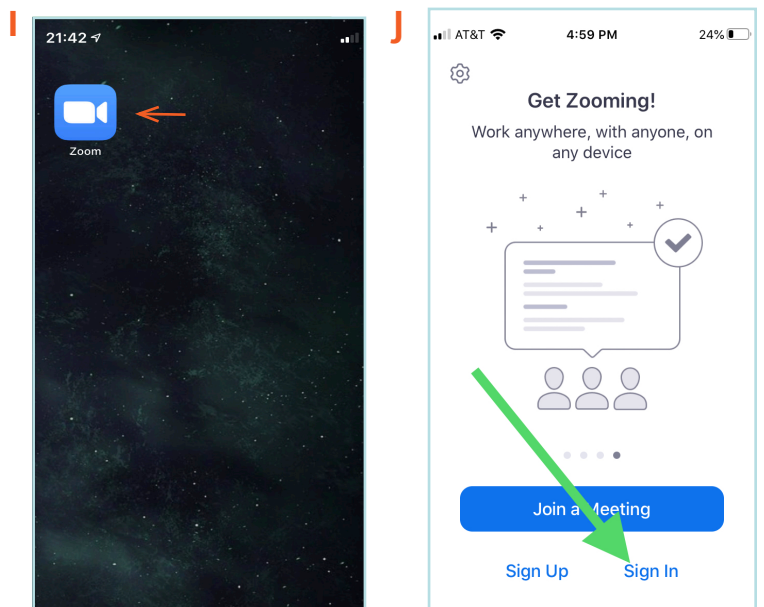 I
21:42
Zoom
J
AT&T 4:59 PM 24%
Get Zooming!
Work anywhere, with anyone, on
any device
Join a Meeting
Sign Up Sign In